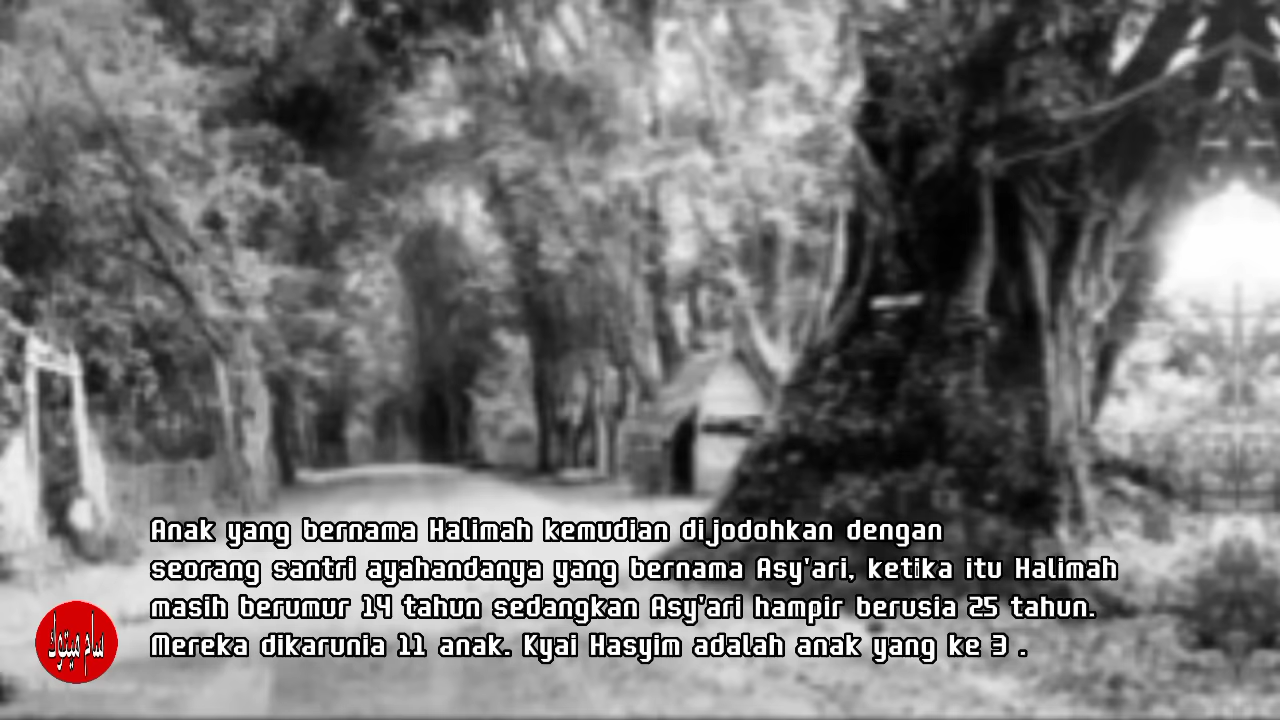 Anak yang bernama Halimah kemudian dijodohkan dengan
seorang santri ayahandanya yang bernama Asy'ari, ketika itu Halimah
masih berumur 14 tahun sedangkan Asy'ari hampir berusia 25 tahun.
Mereka dikarunia 11 anak. Kyai Hasyim adalah anak yang ke 3 .
سام ميتوك